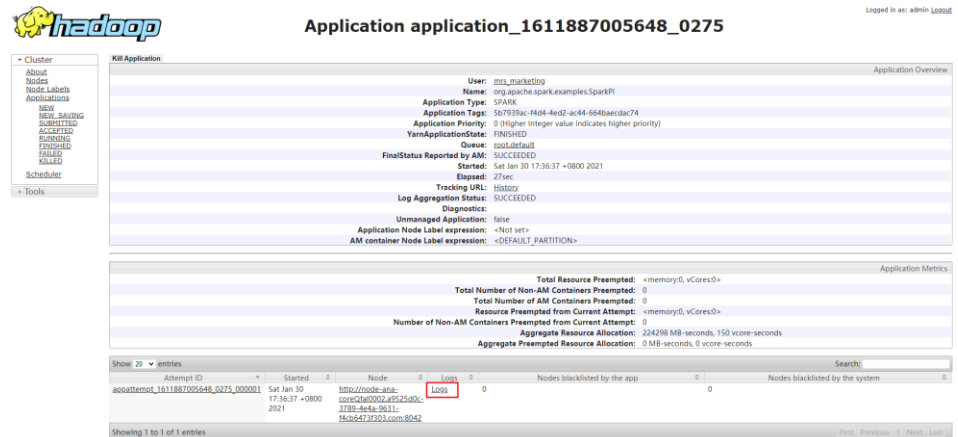 Logged in as: admin Logout
hadoop
Application application_1611887005648_0275
Cluster
About
Nodes
Node Labels
Applications
NEW
NEW_SAVING
SUBMITTED
ACCEPTED
RUNNING
FINISHED
FAILED
KILLED
Scheduler
Tools
Kill Application
Application Overview
User: mrs_marketing
Name: org.apache.spark.examples.SparkPi
Application Type: SPARK
Application Tags: 5b7939ac-f4d4-4ed2-ac44-664baecdac74
Application Priority: 0 (Higher Integer value indicates higher priority)
YarnApplicationState: FINISHED
Queue: root.default
FinalStatus Reported by AM: SUCCEEDED
Started: Sat Jan 30 17:36:37 +0800 2021
Elapsed: 27sec
Tracking URL: History
Log Aggregation Status: SUCCEEDED
Diagnostics:
Unmanaged Application: false
Application Node Label expression: <Not set>
AM container Node Label expression: <DEFAULT_PARTITION>
Application Metrics
Total Resource Preempted: <memory:0, vCores:0>
Total Number of Non-AM Containers Preempted: 0
Total Number of AM Containers Preempted: 0
Resource Preempted from Current Attempt: <memory:0, vCores:0>
Number of Non-AM Containers Preempted from Current Attempt: 0
Aggregate Resource Allocation: 224298 MB-seconds, 150 vcore-seconds
Aggregate Preempted Resource Allocation: 0 MB-seconds, 0 vcore-seconds
Show 20 entries Search:
Attempt ID Started Node Logs Nodes blacklisted by the app Nodes blacklisted by the system
appattempt_1611887005648_0275_000001 Sat Jan 30 http://node-ana- Logs 0 0
17:36:37 +0800 coreQfal0002.a9525d0c-
2021 3789-4e4a-9631-
f4cb6473f303.com:8042
Showing 1 to 1 of 1 entries First Previous 1 Next Last